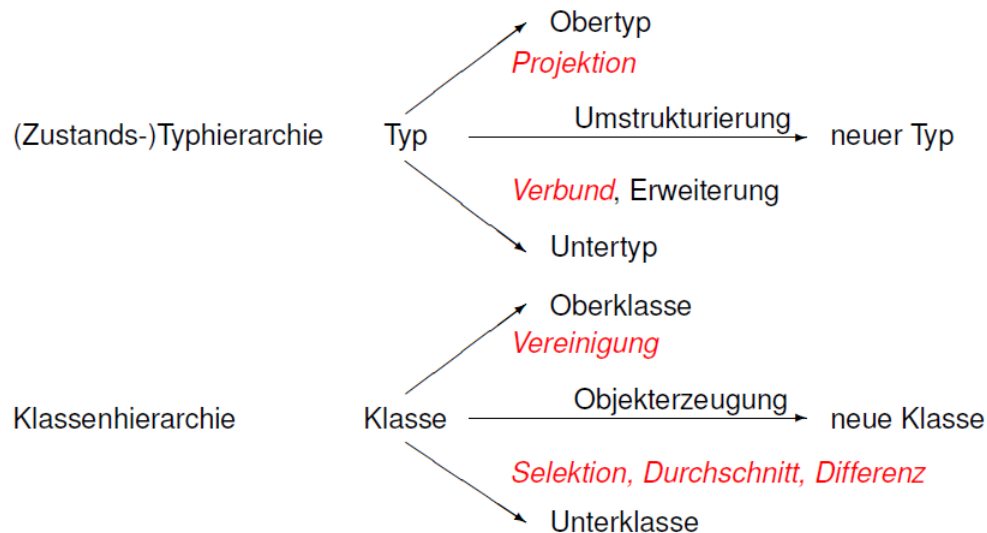 Obertyp
Projektion
(Zustands-)Typhierarchie Typ Umstrukturierung neuer Typ
Verbund, Erweiterung
Untertyp
Oberklasse
Vereinigung
Klassenhierarchie Klasse Objekterzeugung neue Klasse
Selektion, Durchschnitt, Differenz
Unterklasse